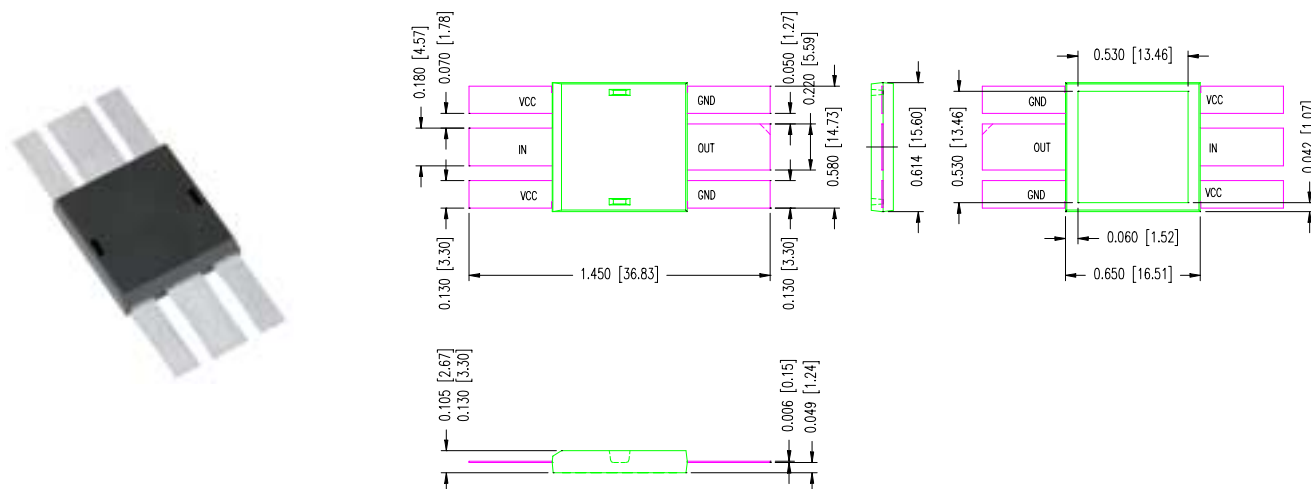 0.180 [4.57]
0.070 [1.78]
0.050 [1.27]
0.220 [5.59]
VCC
GND
IN
OUT
VCC
GND
0.580 [14.73]
0.130 [3.30]
1.450 [36.83]
0.130 [3.30]
0.614 [15.60]
0.530 [13.46]
0.530 [13.46]
GND
VCC
OUT
IN
GND
VCC
0.042 [1.07]
0.060 [1.52]
0.650 [16.51]
0.105 [2.67]
0.130 [3.30]
0.006 [0.15]
0.049 [1.24]